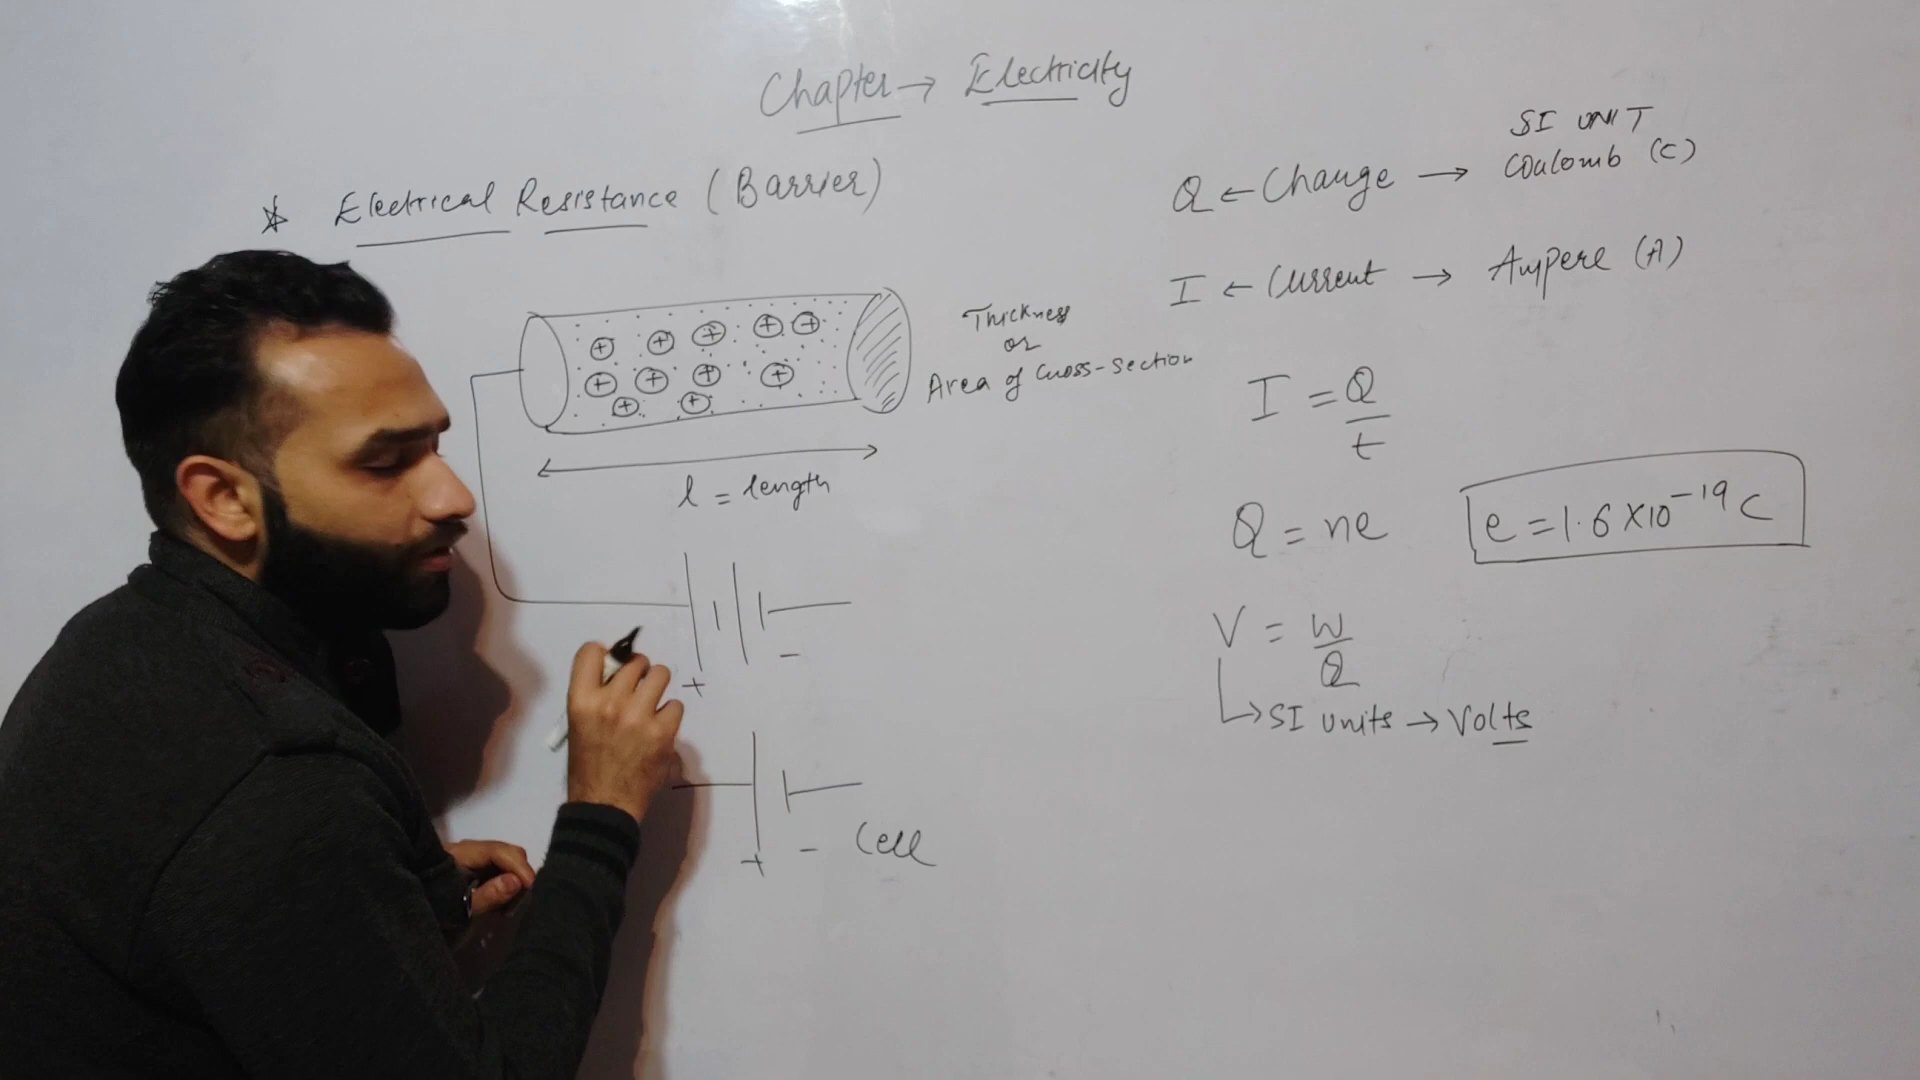 Chapter → Electricity
* Electrical Resistance (Barrier)
Thickness
or
Area of Cross-section
l = length
+ -
+ - Cell
SI UNIT
Q ← Charge → Coulomb (C)
I ← Current → Ampere (A)
I = Q/t
Q = ne
e = 1.6 × 10⁻¹⁹ C
V = W/Q
↳ SI units → Volts